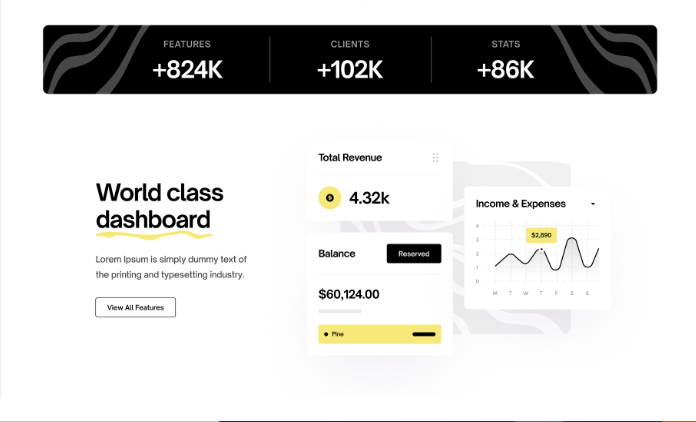 FEATURES
+824K
CLIENTS
+102K
STATS
+86K
World class
dashboard
Lorem Ipsum is simply dummy text of
the printing and typesetting industry.
View All Features
Total Revenue
4.32k
Balance
Reserved
$60,124.00
Pine
Income & Expenses
$2,890
4
3
2
1
0
M T W T F S S